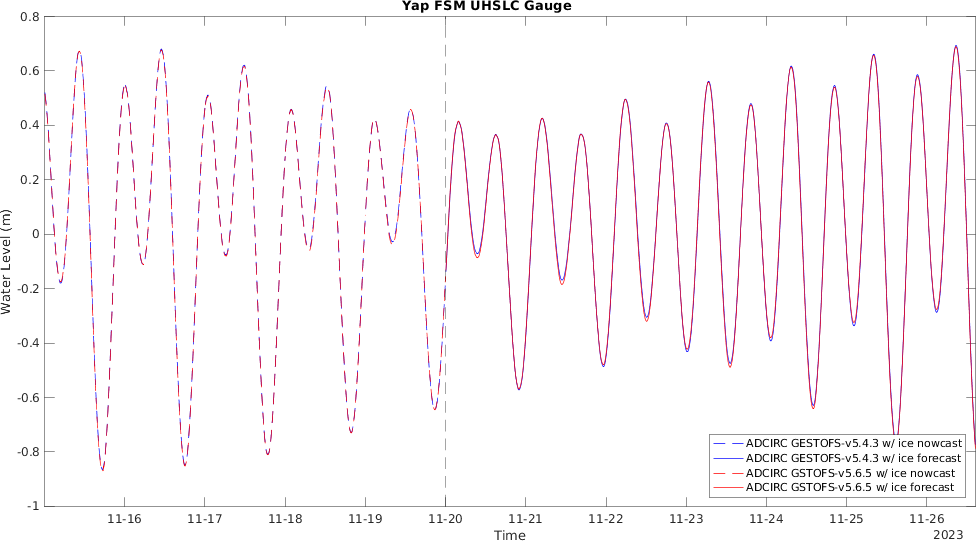 Yap FSM UHSLC Gauge
0.8
0.6
0.4
0.2
0
-0.2
-0.4
-0.6
-0.8
-1
Water Level (m)
ADCIRC GESTOFS-v5.4.3 w/ ice nowcast
ADCIRC GESTOFS-v5.4.3 w/ ice forecast
ADCIRC GSTOFS-v5.6.5 w/ ice nowcast
ADCIRC GSTOFS-v5.6.5 w/ ice forecast
11-16 11-17 11-18 11-19 11-20 11-21 11-22 11-23 11-24 11-25 11-26
Time
2023